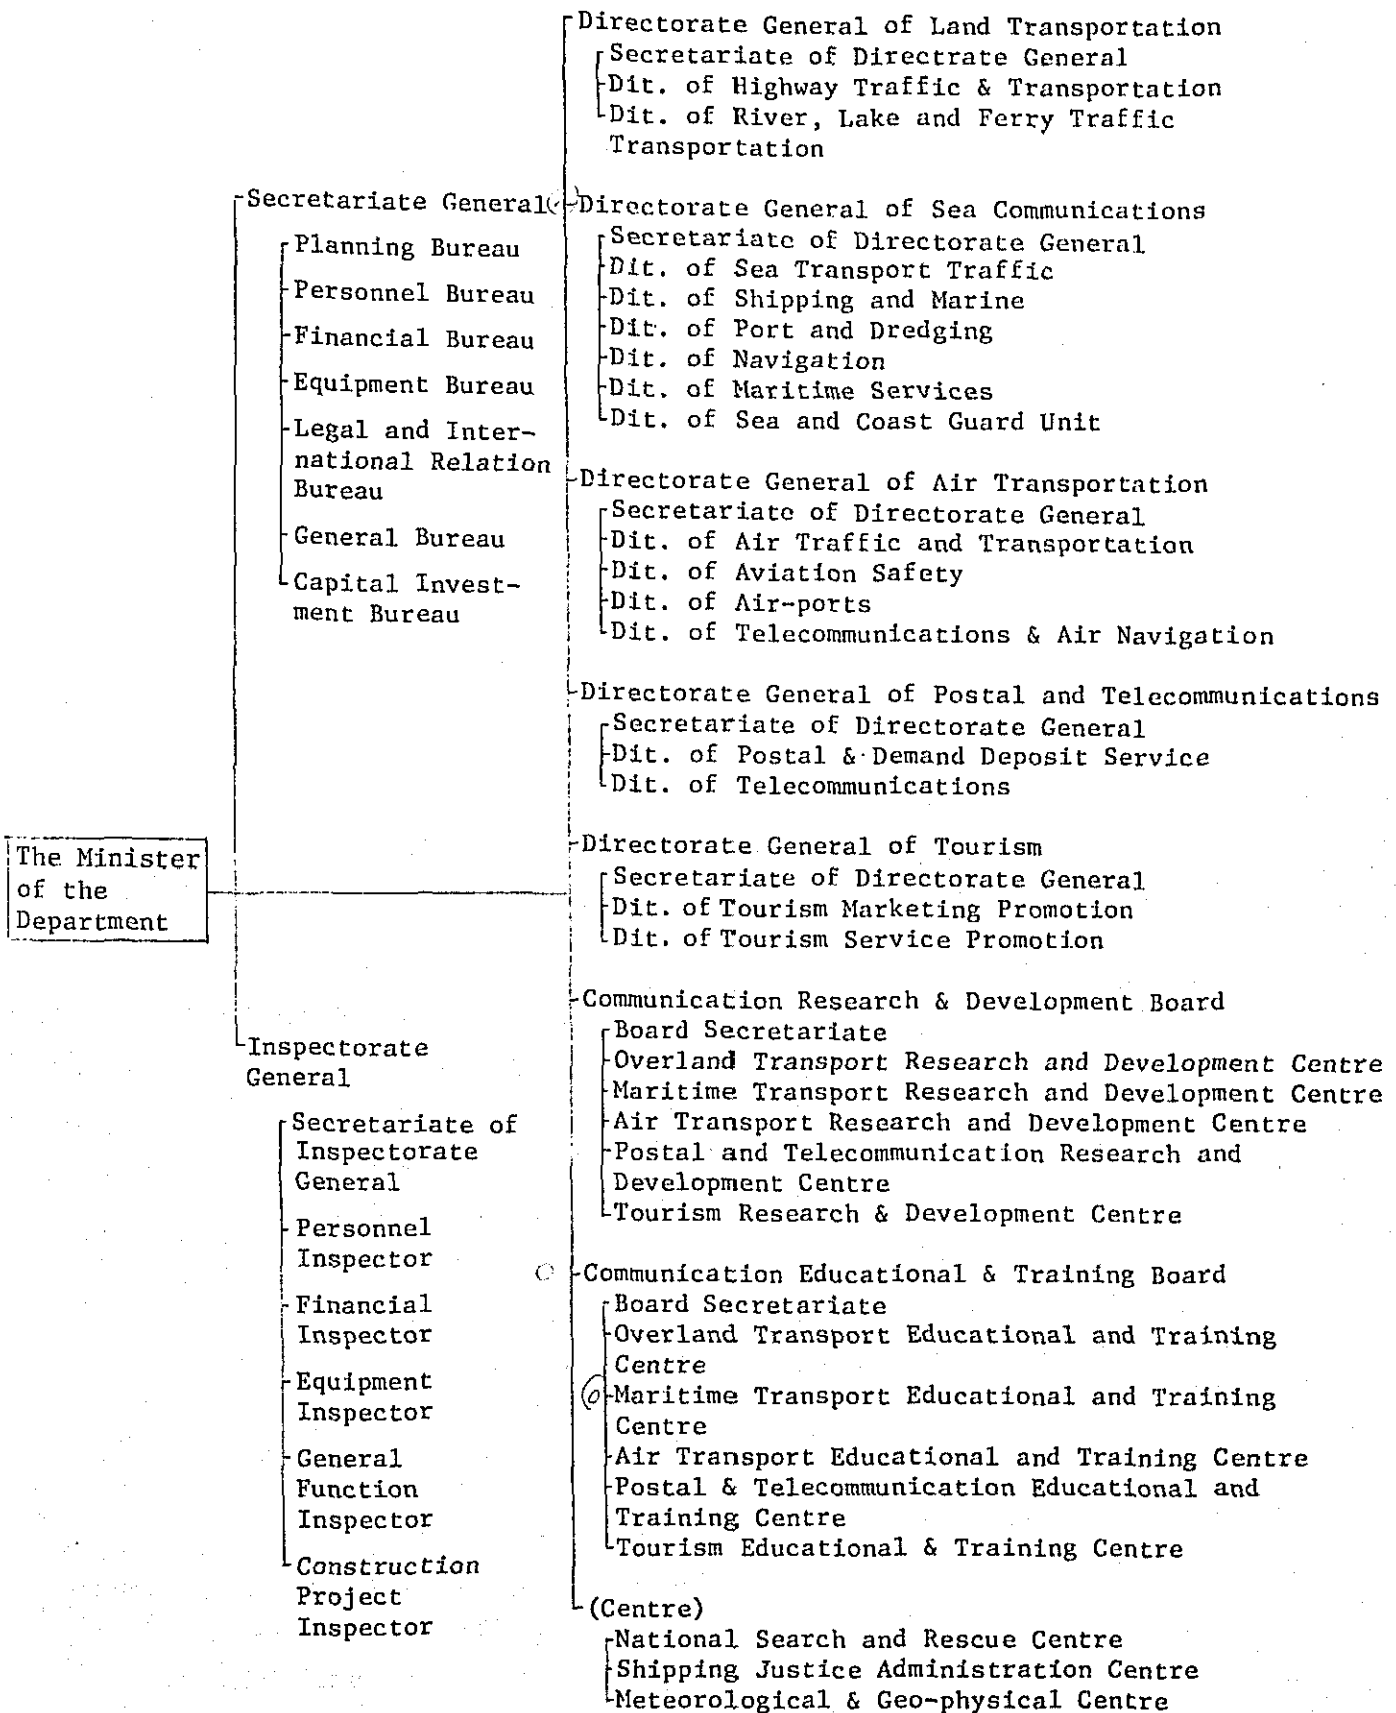 The Minister
of the
Department
Secretariate General
Planning Bureau
Personnel Bureau
Financial Bureau
Equipment Bureau
Legal and Inter-
national Relation
Bureau
General Bureau
Capital Invest-
ment Bureau
Inspectorate
General
Secretariate of
Inspectorate
General
Personnel
Inspector
Financial
Inspector
Equipment
Inspector
General
Function
Inspector
Construction
Project
Inspector
Directorate General of Land Transportation
Secretariate of Directrate General
Dit. of Highway Traffic & Transportation
Dit. of River, Lake and Ferry Traffic
Transportation
Directorate General of Sea Communications
Secretariate of Directorate General
Dit. of Sea Transport Traffic
Dit. of Shipping and Marine
Dit. of Port and Dredging
Dit. of Navigation
Dit. of Maritime Services
Dit. of Sea and Coast Guard Unit
Directorate General of Air Transportation
Secretariate of Directorate General
Dit. of Air Traffic and Transportation
Dit. of Aviation Safety
Dit. of Air-ports
Dit. of Telecommunications & Air Navigation
Directorate General of Postal and Telecommunications
Secretariate of Directorate General
Dit. of Postal & Demand Deposit Service
Dit. of Telecommunications
Directorate General of Tourism
Secretariate of Directorate General
Dit. of Tourism Marketing Promotion
Dit. of Tourism Service Promotion
Communication Research & Development Board
Board Secretariate
Overland Transport Research and Development Centre
Maritime Transport Research and Development Centre
Air Transport Research and Development Centre
Postal and Telecommunication Research and
Development Centre
Tourism Research & Development Centre
Communication Educational & Training Board
Board Secretariate
Overland Transport Educational and Training
Centre
Maritime Transport Educational and Training
Centre
Air Transport Educational and Training Centre
Postal & Telecommunication Educational and
Training Centre
Tourism Educational & Training Centre
(Centre)
National Search and Rescue Centre
Shipping Justice Administration Centre
Meteorological & Geo-physical Centre